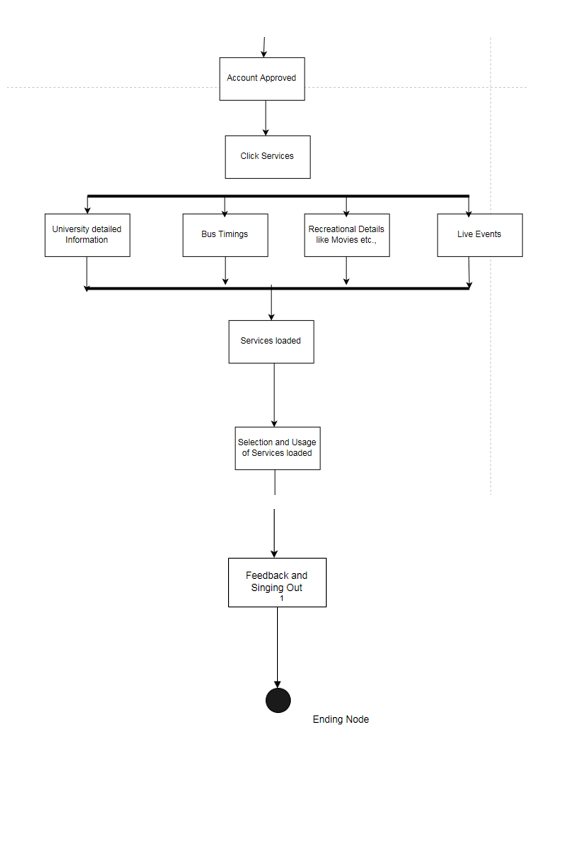 Account Approved
Click Services
University detailed
Information
Bus Timings
Recreational Details
like Movies etc.,
Live Events
Services loaded
Selection and Usage
of Services loaded
Feedback and
Singing Out
1
Ending Node